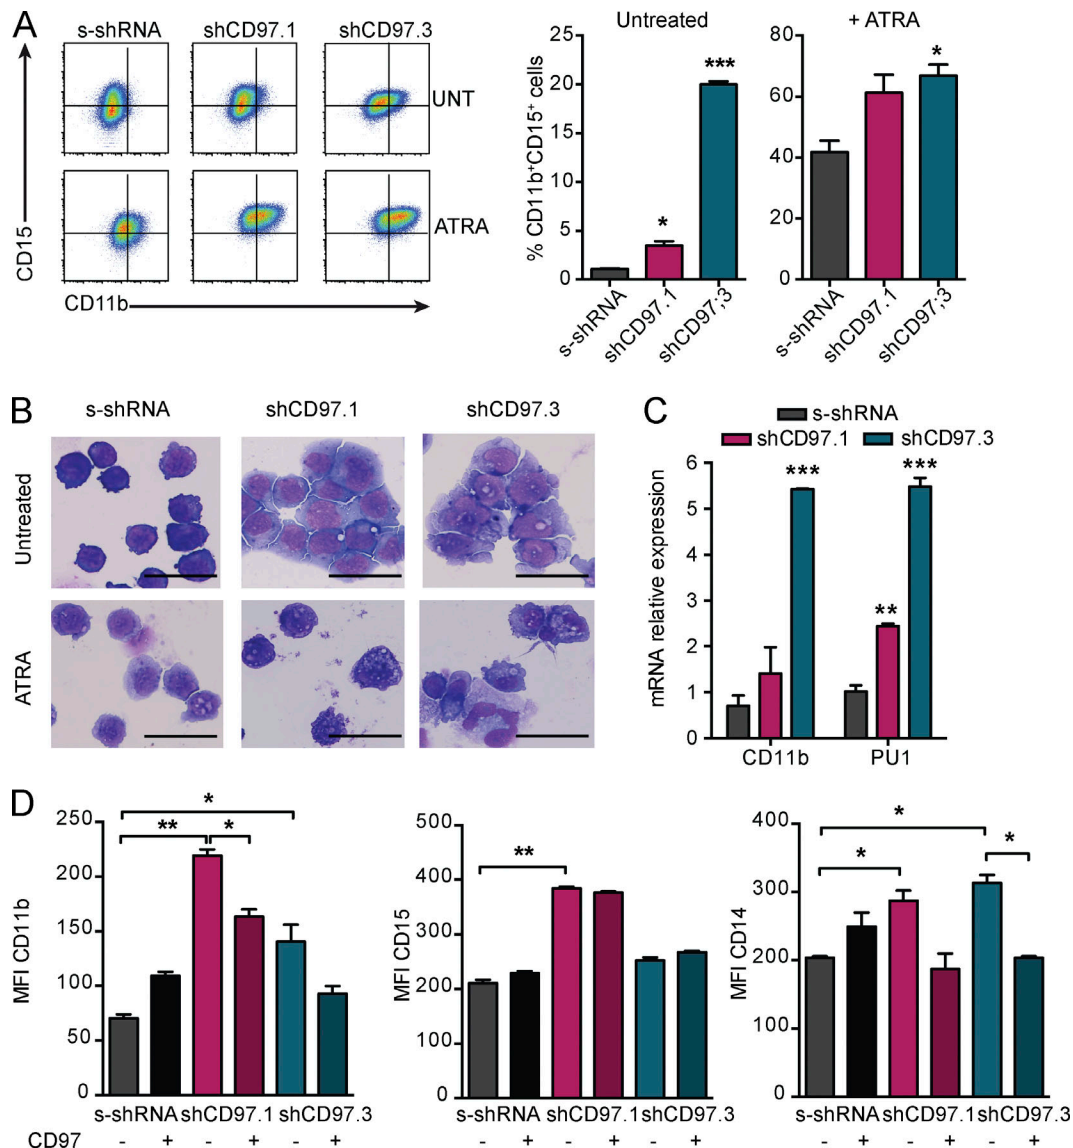 A
s-shRNA shCD97.1 shCD97.3
UNT
ATRA
CD15
CD11b
Untreated
+ ATRA
% CD11b+CD15+ cells
25
20
15
10
5
0
*
***
s-shRNA
shCD97.1
shCD97;3
80
60
40
20
0
*
s-shRNA
shCD97.1
shCD97;3
B
s-shRNA shCD97.1 shCD97.3
Untreated
ATRA
C
s-shRNA
shCD97.1 shCD97.3
mRNA relative expression
6
5
4
3
2
1
0
***
**
***
CD11b PU1
D
MFI CD11b
250
200
150
100
50
0
*
** *
s-shRNA shCD97.1 shCD97.3
CD97 - + - + - +
MFI CD15
500
400
300
200
100
0
**
s-shRNA shCD97.1 shCD97.3
- + - + - +
MFI CD14
400
300
200
100
0
*
* *
s-shRNA shCD97.1 shCD97.3
- + - + - +